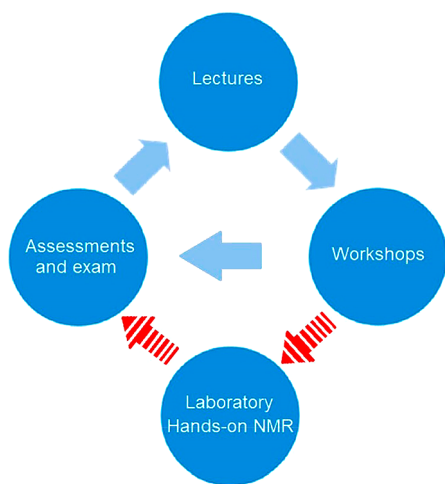 Lectures
Assessments
and exam
Workshops
Laboratory
Hands-on NMR